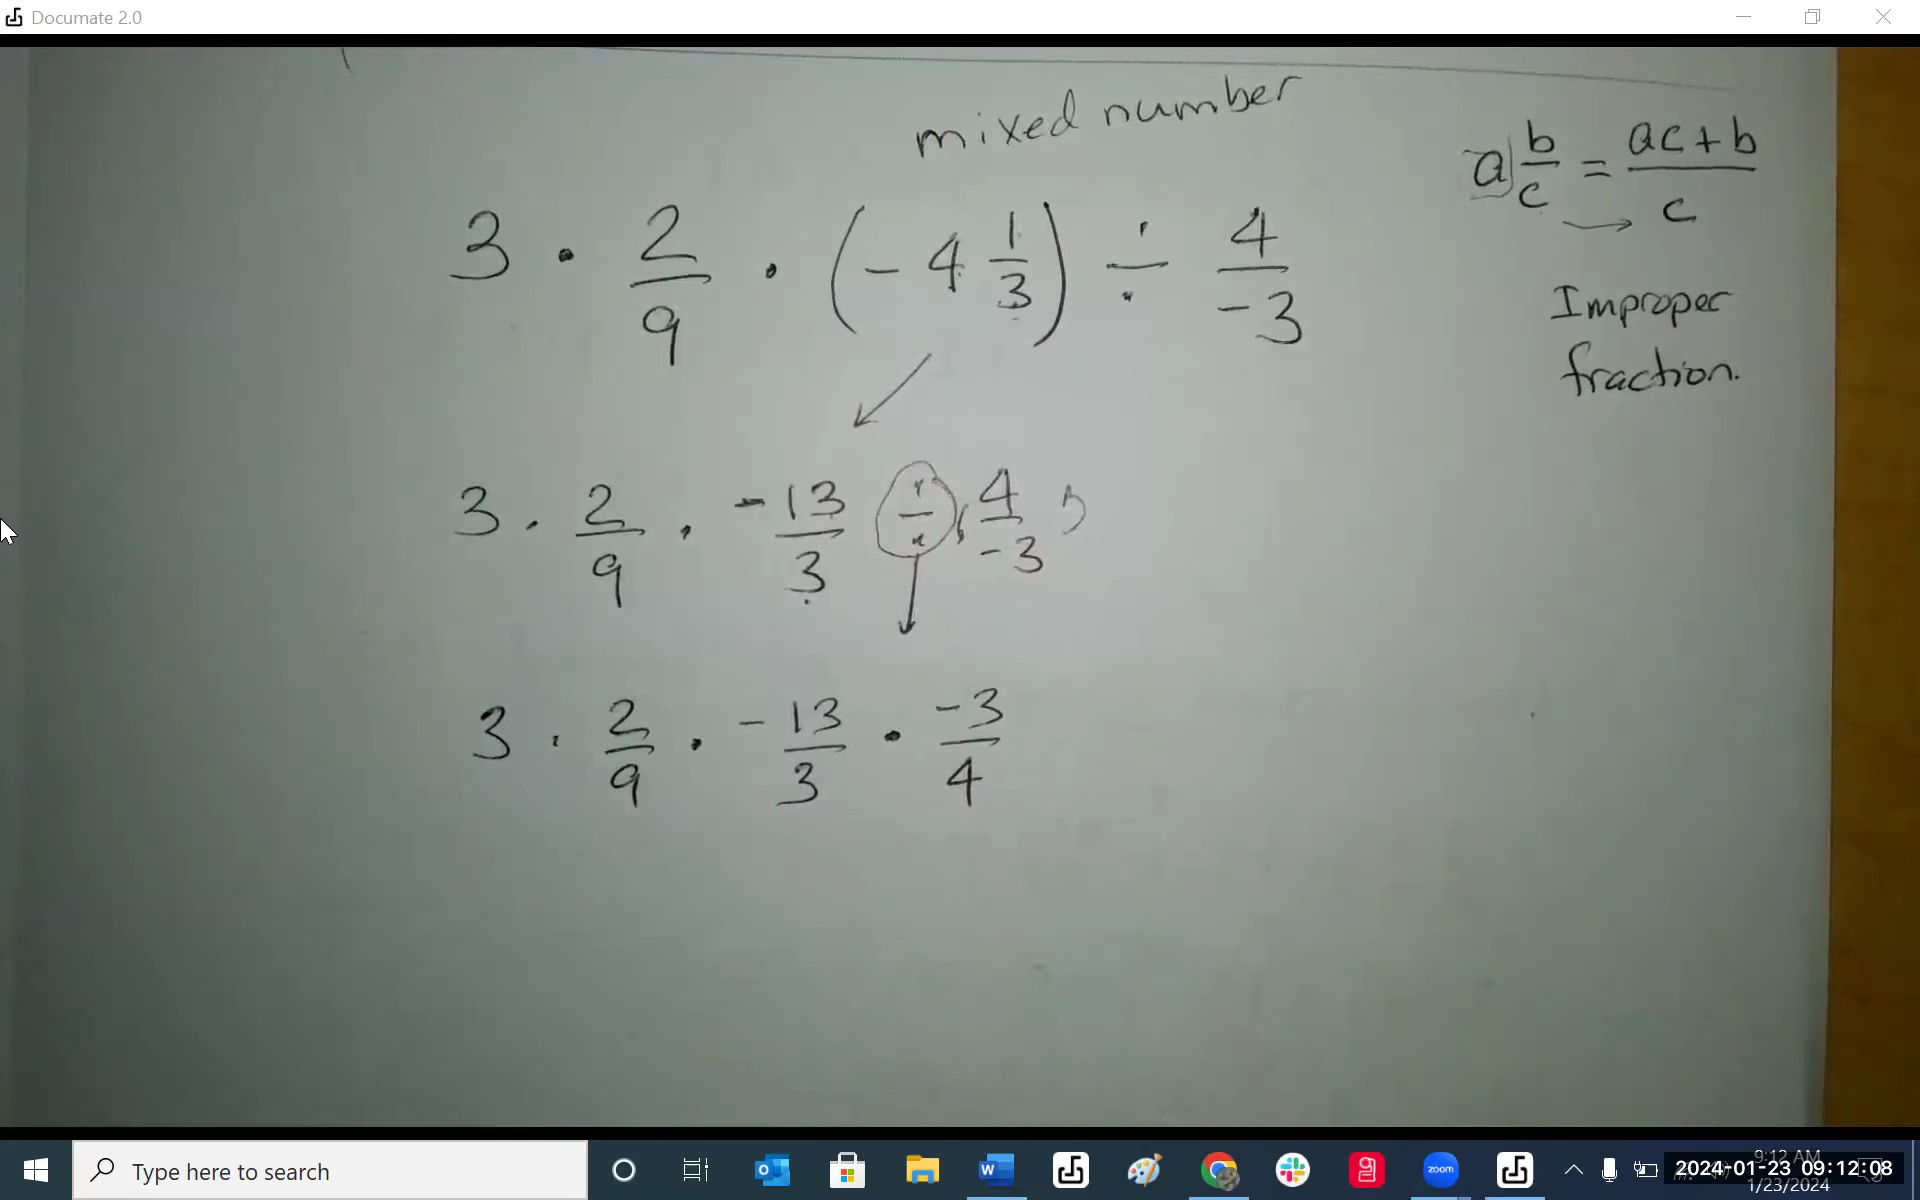 Documate 2.0
mixed number
a b/c = ac+b/c
3 · 2/9 · (-4 1/3) ÷ 4/-3
Improper
fraction.
3 · 2/9 · -13/3 ÷ (4/-3)
3 · 2/9 · -13/3 · -3/4
Type here to search
zoom
9:12 AM
2024-01-23 09:12:08
1/23/2024